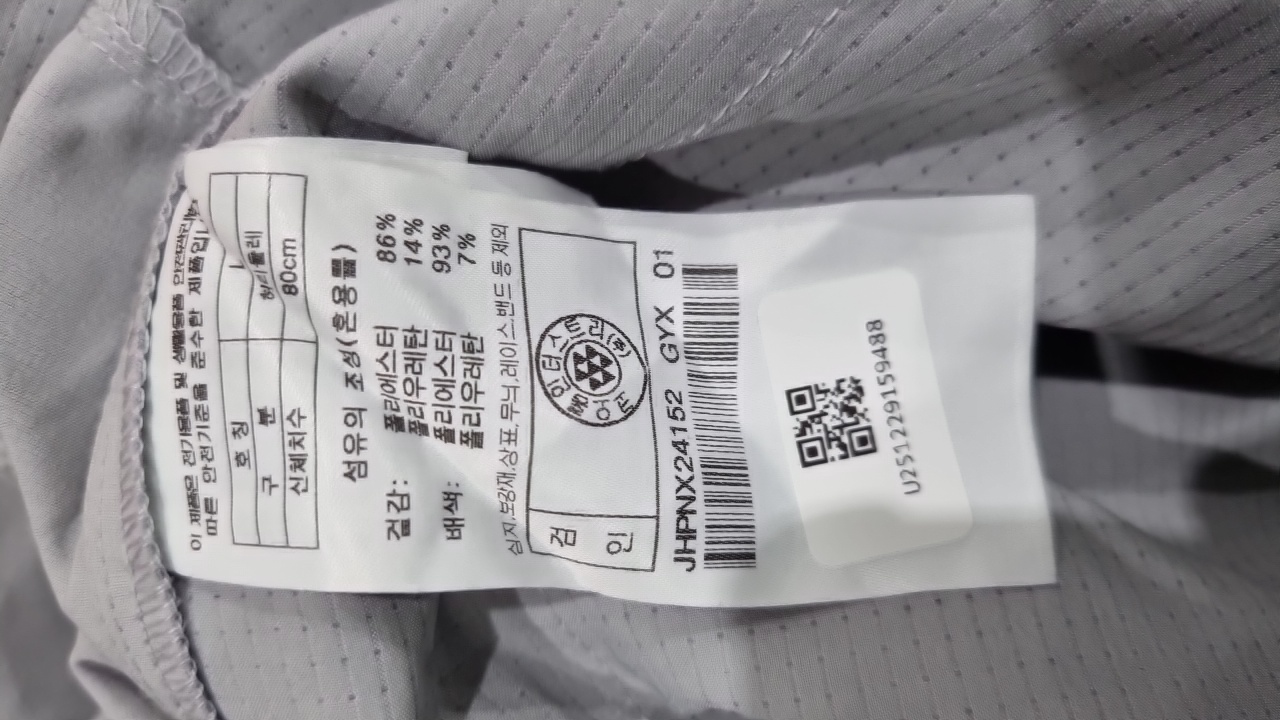 이 제품은 전기용품 및 생활용품 안전관리법에
따른 안전기준을 준수한 제품입니
호칭 L
구분 허리둘레
신체치수 80cm
섬유의 조성(혼용률)
겉감: 폴리에스터 86%
폴리우레탄 14%
배색: 폴리에스터 93%
폴리우레탄 7%
심지,보강재,상표,무늬,레이스,밴드 등 제외
검인
인터스트리(주)
JHPNX24152 GYX 01
U251229159488